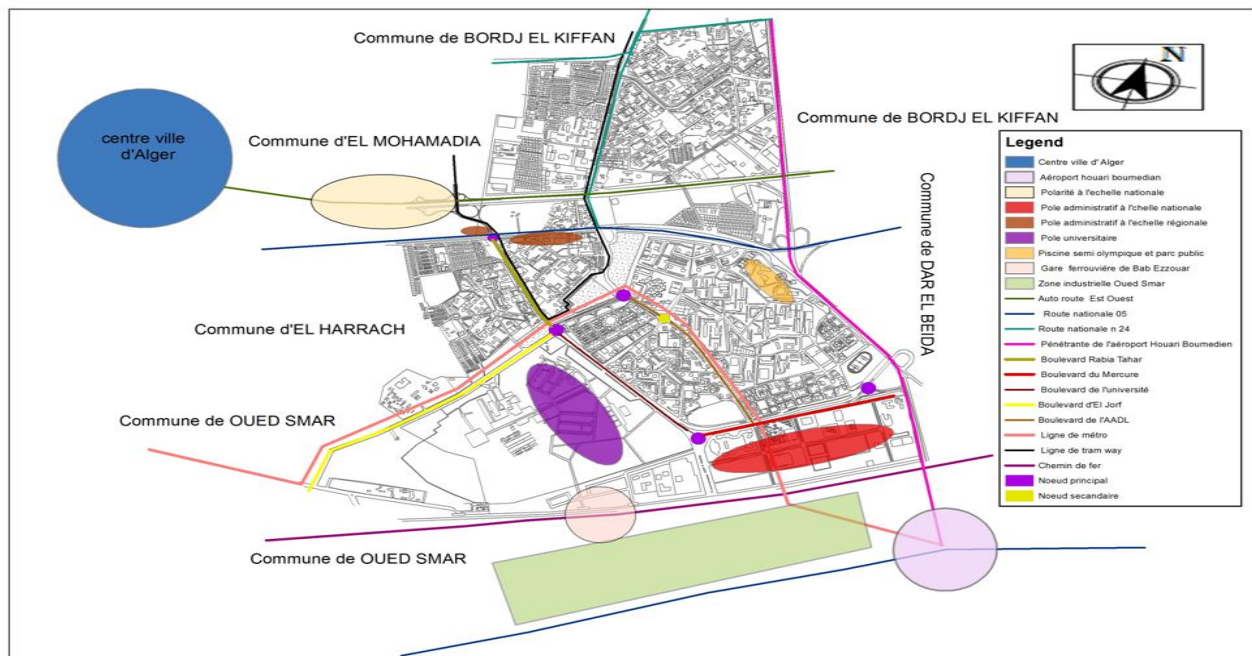 Commune de BORDJ EL KIFFAN
N
centre ville
d'Alger
Commune d'EL MOHAMADIA
Commune de BORDJ EL KIFFAN
Commune de DAR EL BEIDA
Commune d'EL HARRACH
Commune de OUED SMAR
Commune de OUED SMAR
Legend
Centre ville d' Alger
Aéroport houari boumedian
Polarité à l'echelle nationale
Pole administratif à l'chelle nationale
Pole administratif à l'echelle régionale
Pole universitaire
Piscine semi olympique et parc public
Gare ferrouvière de Bab Ezzouar
Zone industrielle Oued Smar
Auto route Est Ouest
Route nationale 05
Route nationale n 24
Pénétrante de l'aéroport Houari Boumedien
Boulevard Rabia Tahar
Boulevard du Mercure
Boulevard de l'université
Boulevard d'El Jorf
Boulevard de l'AADL
Ligne de métro
Ligne de tram way
Chemin de fer
Noeud principal
Noeud secandaire